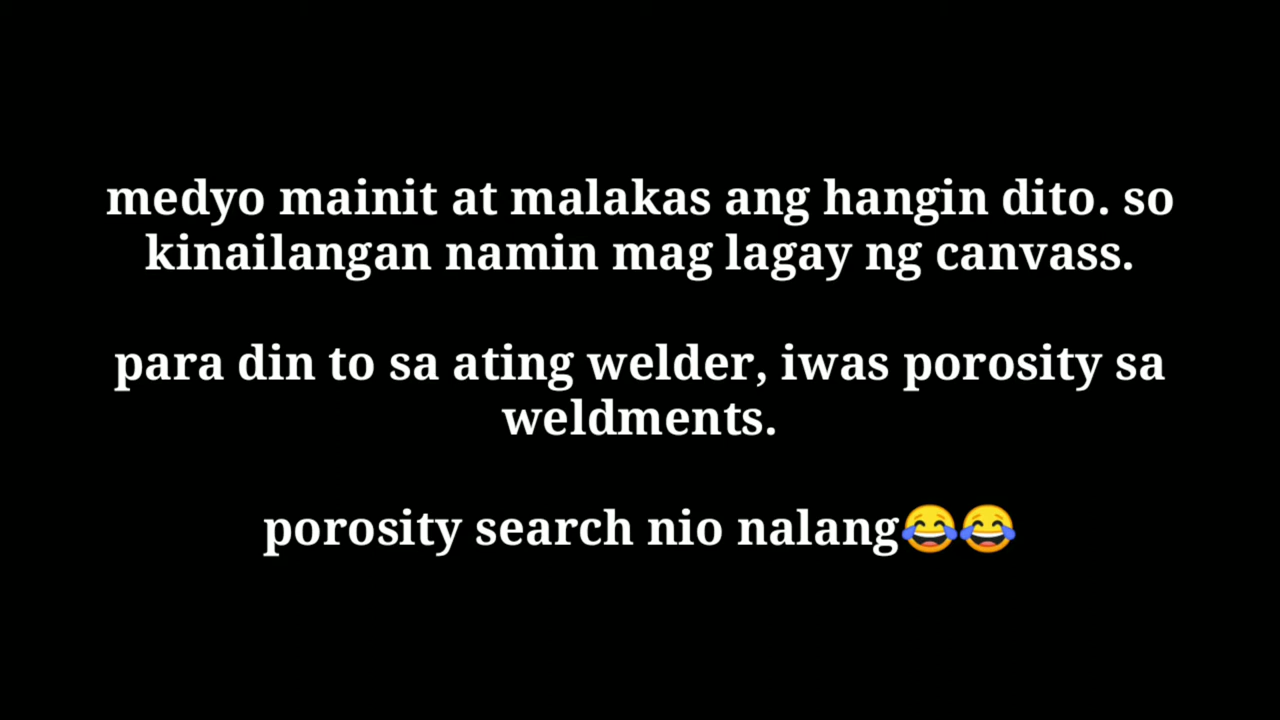 medyo mainit at malakas ang hangin dito. so
kinailangan namin mag lagay ng canvass.
para din to sa ating welder, iwas porosity sa
weldments.
porosity search nio nalang😂😂